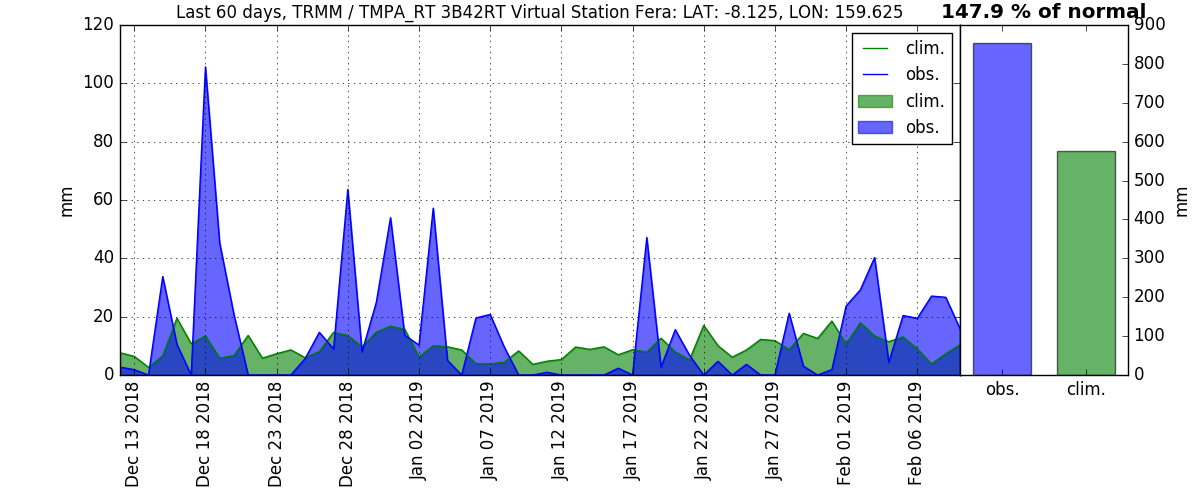 Last 60 days, TRMM / TMPA_RT 3B42RT Virtual Station Fera: LAT: -8.125, LON: 159.625
147.9 % of normal
clim.
obs.
clim.
obs.
mm
120
100
80
60
40
20
0
Dec 13 2018
Dec 18 2018
Dec 23 2018
Dec 28 2018
Jan 02 2019
Jan 07 2019
Jan 12 2019
Jan 17 2019
Jan 22 2019
Jan 27 2019
Feb 01 2019
Feb 06 2019
900
800
700
600
500
400
300
200
100
0
mm
obs.
clim.